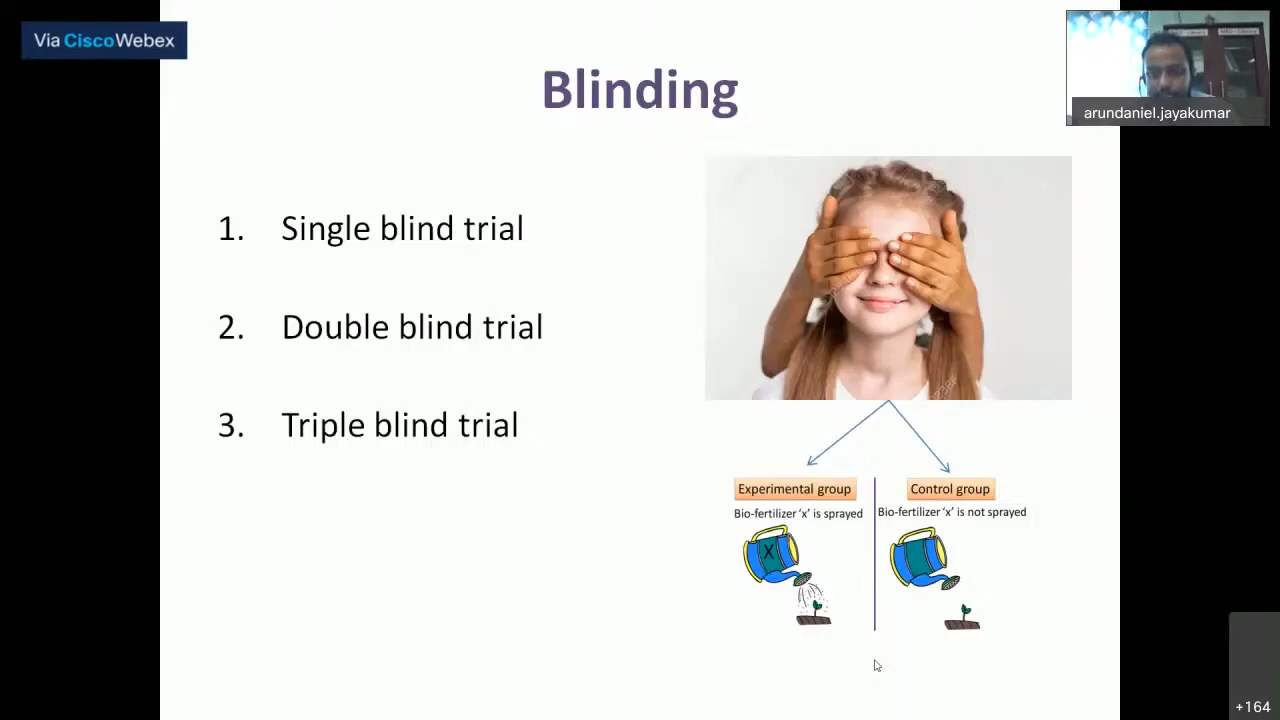 Via CiscoWebex
Blinding
arundaniel.jayakumar
1. Single blind trial
2. Double blind trial
3. Triple blind trial
Experimental group
Bio-fertilizer ‘x’ is sprayed
X
Control group
Bio-fertilizer ‘x’ is not sprayed
+164